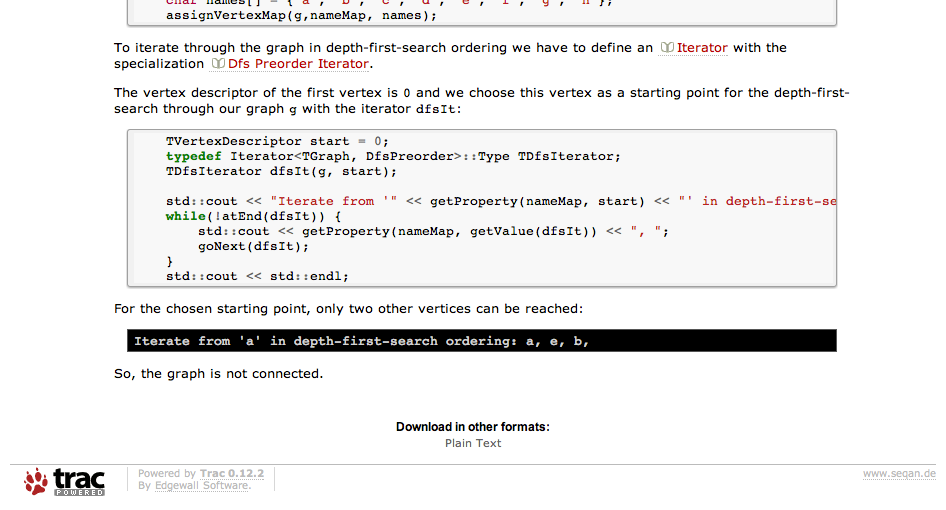 assignVertexMap(g,nameMap, names);
To iterate through the graph in depth-first-search ordering we have to define an Iterator with the
specialization Dfs Preorder Iterator.
The vertex descriptor of the first vertex is 0 and we choose this vertex as a starting point for the depth-first-
search through our graph g with the iterator dfsIt:
TVertexDescriptor start = 0;
typedef Iterator<TGraph, DfsPreorder>::Type TDfsIterator;
TDfsIterator dfsIt(g, start);
std::cout << "Iterate from '" << getProperty(nameMap, start) << "' in depth-first-se
while(!atEnd(dfsIt)) {
std::cout << getProperty(nameMap, getValue(dfsIt)) << ", ";
goNext(dfsIt);
}
std::cout << std::endl;
For the chosen starting point, only two other vertices can be reached:
Iterate from 'a' in depth-first-search ordering: a, e, b,
So, the graph is not connected.
Download in other formats:
Plain Text
trac
POWERED
Powered by Trac 0.12.2
By Edgewall Software.
www.seqan.de